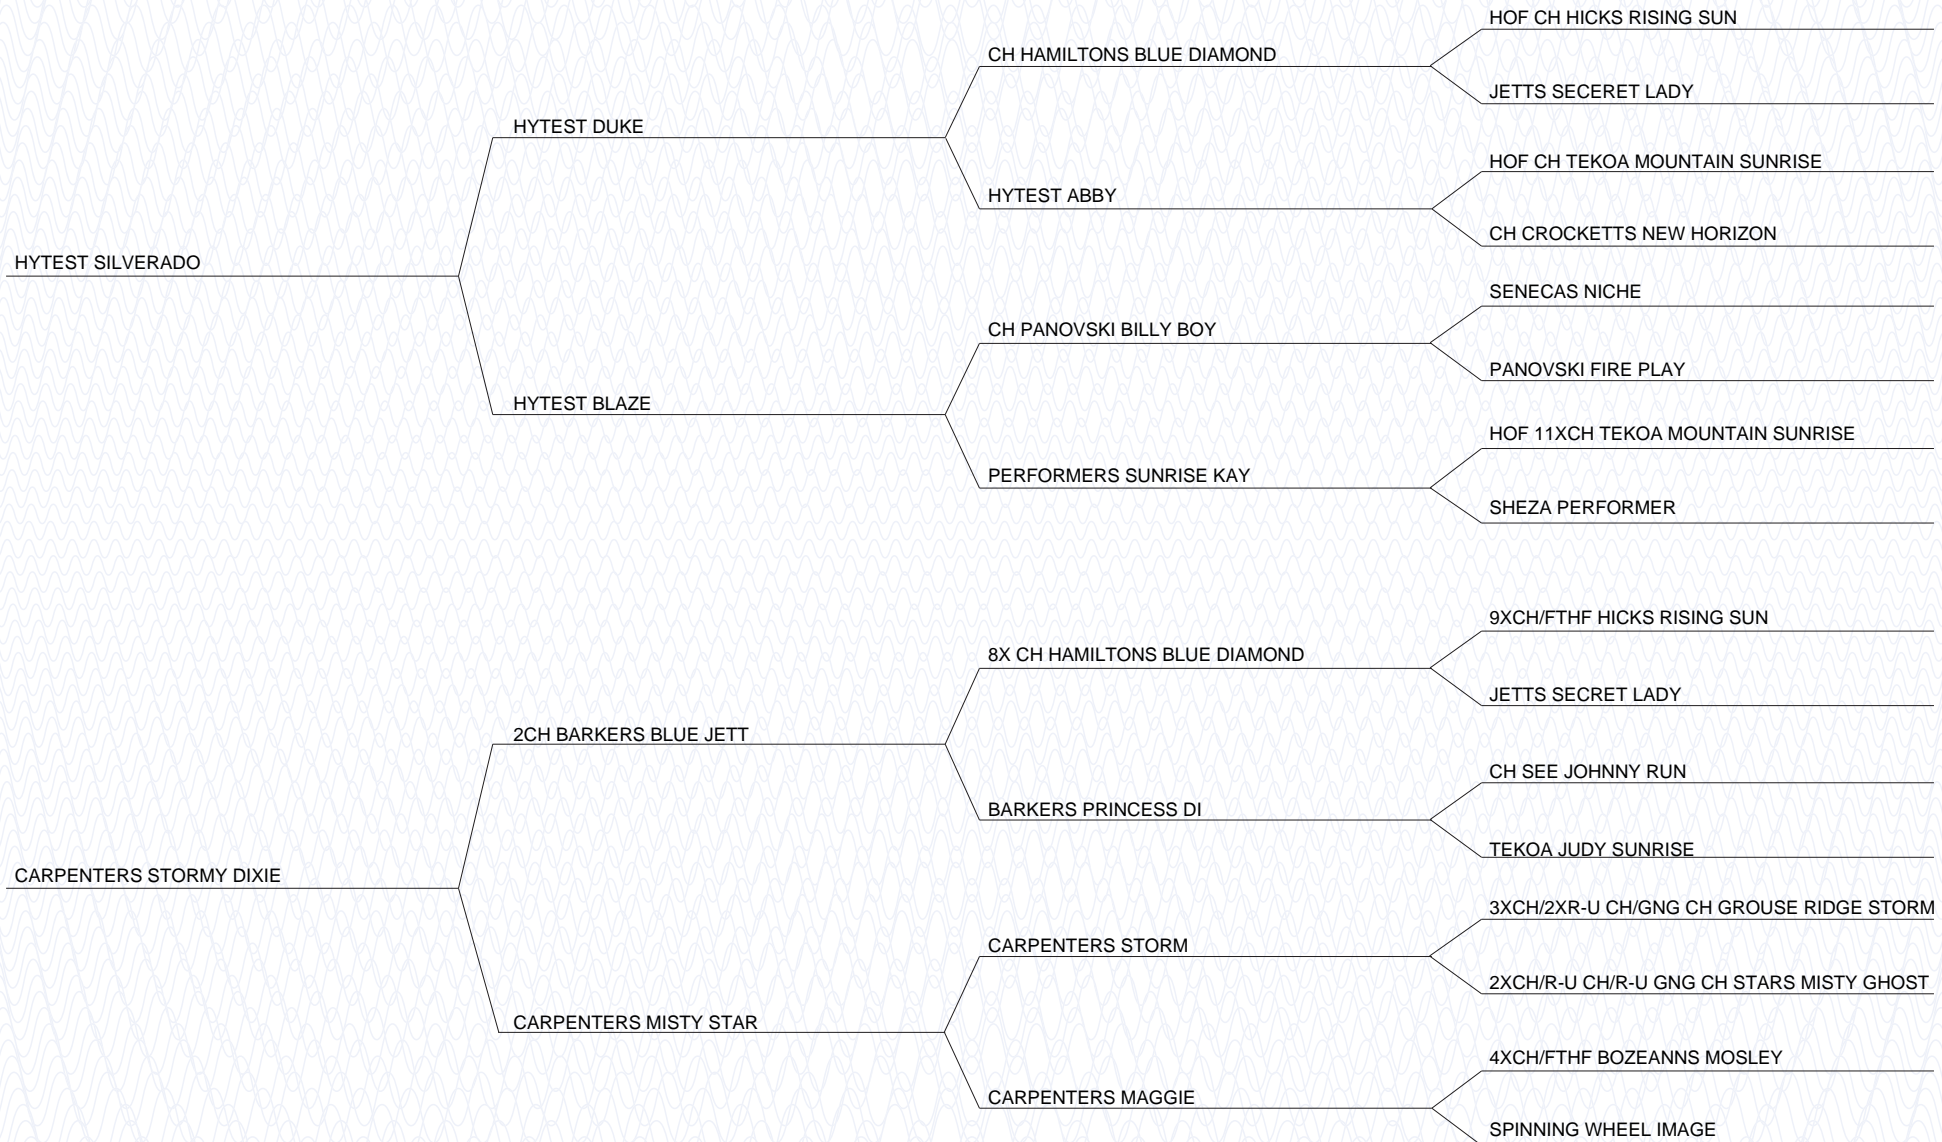 HOF CH HICKS RISING SUN
CH HAMILTONS BLUE DIAMOND
JETTS SECERET LADY
HYTEST DUKE
HOF CH TEKOA MOUNTAIN SUNRISE
HYTEST ABBY
CH CROCKETTS NEW HORIZON
HYTEST SILVERADO
SENECAS NICHE
CH PANOVSKI BILLY BOY
PANOVSKI FIRE PLAY
HYTEST BLAZE
HOF 11XCH TEKOA MOUNTAIN SUNRISE
PERFORMERS SUNRISE KAY
SHEZA PERFORMER
9XCH/FTHF HICKS RISING SUN
8X CH HAMILTONS BLUE DIAMOND
JETTS SECRET LADY
2CH BARKERS BLUE JETT
CH SEE JOHNNY RUN
BARKERS PRINCESS DI
TEKOA JUDY SUNRISE
CARPENTERS STORMY DIXIE
3XCH/2XR-U CH/GNG CH GROUSE RIDGE STORM
CARPENTERS STORM
2XCH/R-U CH/R-U GNG CH STARS MISTY GHOST
CARPENTERS MISTY STAR
4XCH/FTHF BOZEANNS MOSLEY
CARPENTERS MAGGIE
SPINNING WHEEL IMAGE